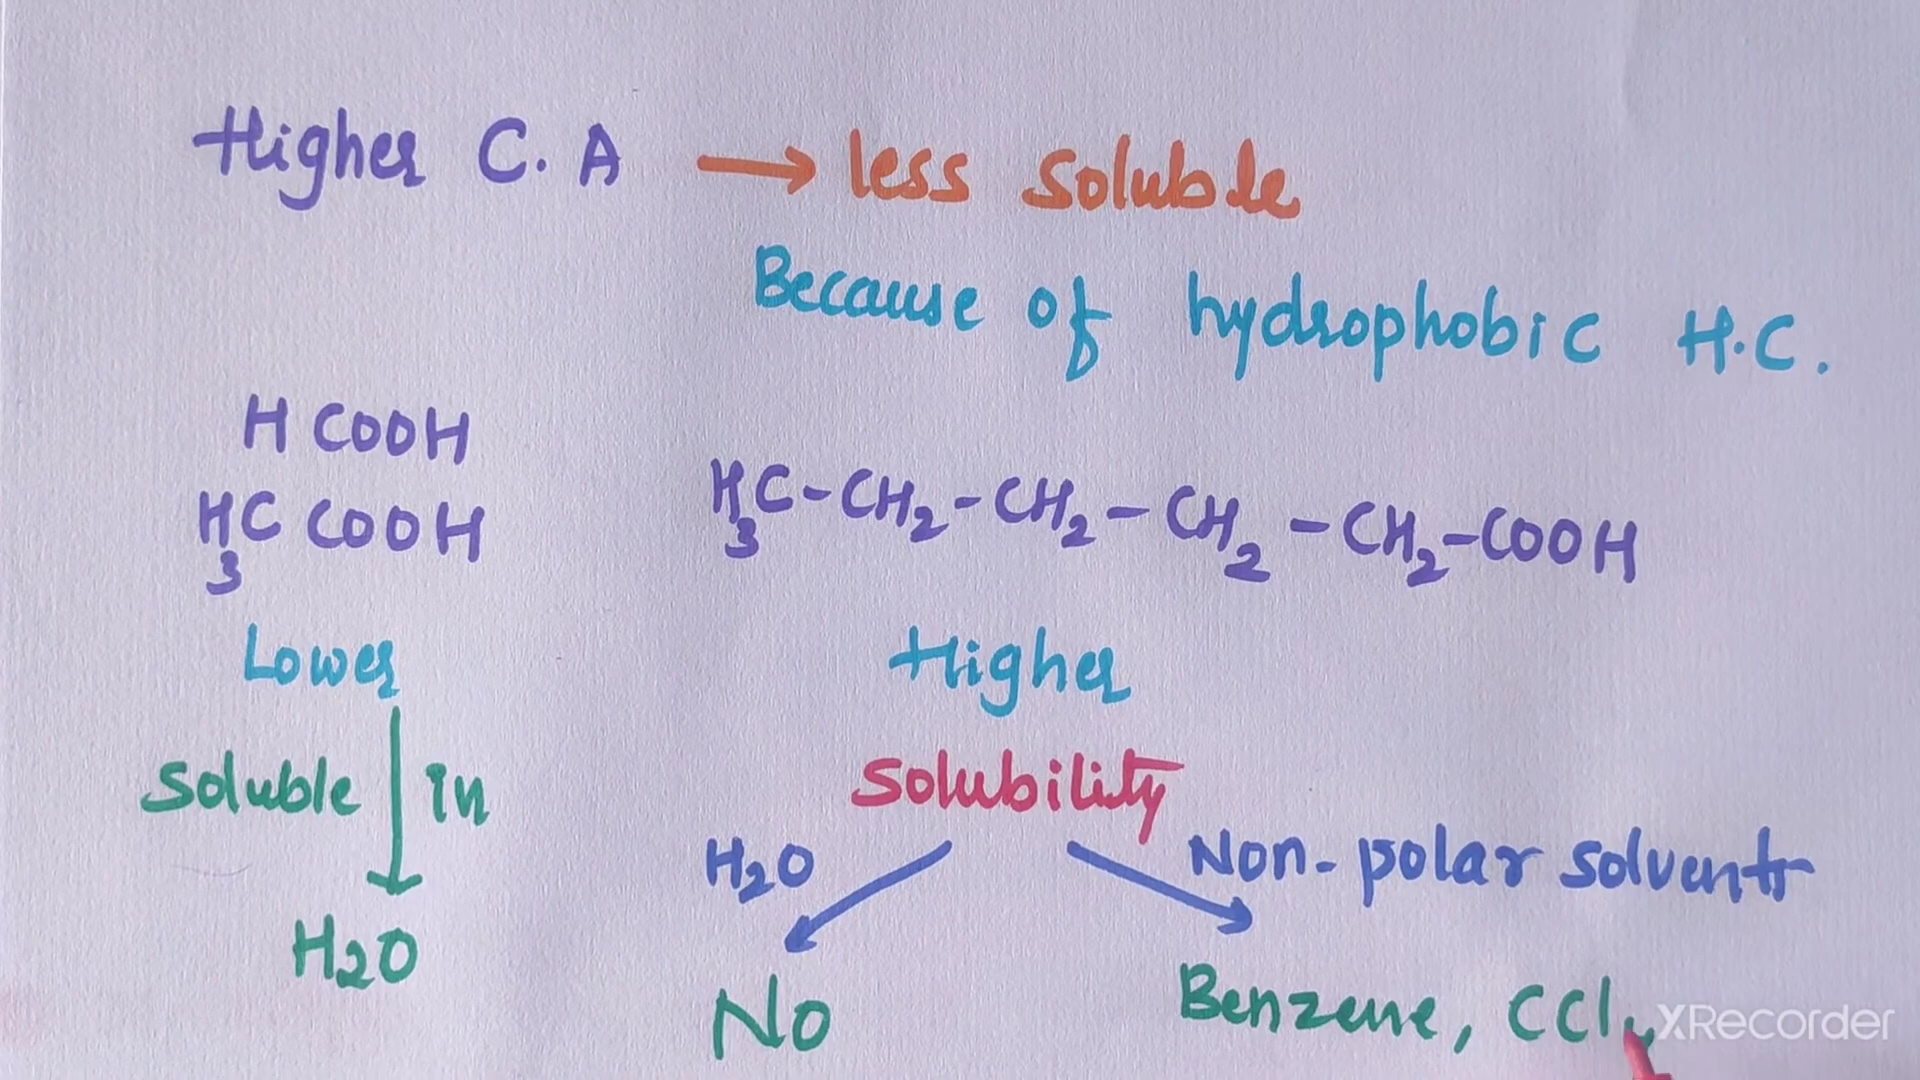 Higher C.A → less soluble
Because of hydrophobic H.C.
HCOOH
H3C COOH
H3C-CH2-CH2-CH2-CH2-COOH
Lower
Higher
Soluble in
Solubility
H2O
Non-polar solvents
H2O
No
Benzene, CCl4
XRecorder